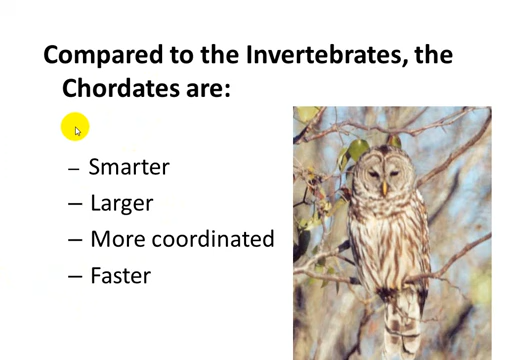 Compared to the Invertebrates, the
Chordates are:
– Smarter
– Larger
– More coordinated
– Faster